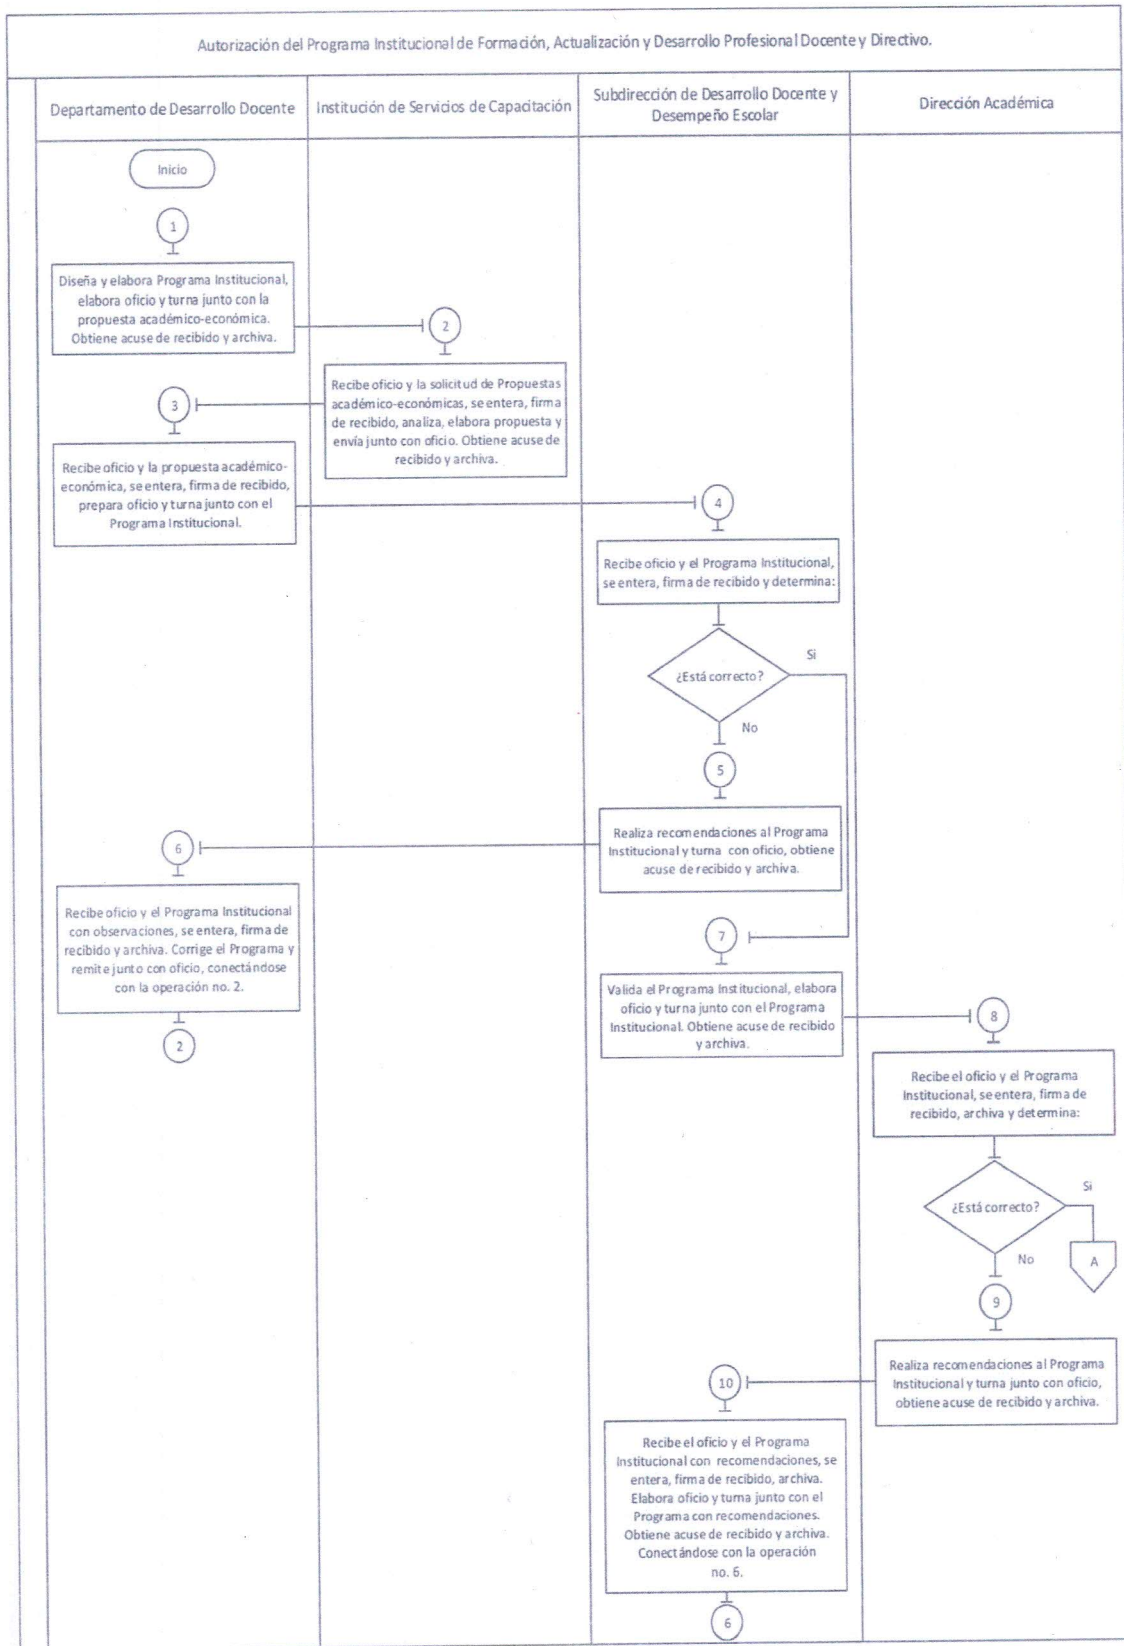 Autorización del Programa Institucional de Formación, Actualización y Desarrollo Profesional Docente y Directivo.
Departamento de Desarrollo Docente
Institución de Servicios de Capacitación
Subdirección de Desarrollo Docente y
Desempeño Escolar
Dirección Académica
Inicio
1
Diseña y elabora Programa Institucional,
elabora oficio y turna junto con la
propuesta académico-económica.
Obtiene acuse de recibido y archiva.
2
Recibe oficio y la solicitud de Propuestas
académico-económicas, se entera, firma
de recibido, analiza, elabora propuesta y
envía junto con oficio. Obtiene acuse de
recibido y archiva.
3
Recibe oficio y la propuesta académico-
económica, se entera, firma de recibido,
prepara oficio y turna junto con el
Programa Institucional.
4
Recibe oficio y el Programa Institucional,
se entera, firma de recibido y determina:
¿Está correcto?
Si
No
5
Realiza recomendaciones al Programa
Institucional y turna con oficio, obtiene
acuse de recibido y archiva.
6
Recibe oficio y el Programa Institucional
con observaciones, se entera, firma de
recibido y archiva. Corrige el Programa y
remite junto con oficio, conectándose
con la operación no. 2.
2
7
Valida el Programa Institucional, elabora
oficio y turna junto con el Programa
Institucional. Obtiene acuse de recibido
y archiva.
8
Recibe el oficio y el Programa
Institucional, se entera, firma de
recibido, archiva y determina:
¿Está correcto?
Si
A
No
9
Realiza recomendaciones al Programa
Institucional y turna junto con oficio,
obtiene acuse de recibido y archiva.
10
Recibe el oficio y el Programa
Institucional con recomendaciones, se
entera, firma de recibido, archiva.
Elabora oficio y turna junto con el
Programa con recomendaciones.
Obtiene acuse de recibido y archiva.
Conectándose con la operación
no. 6.
6